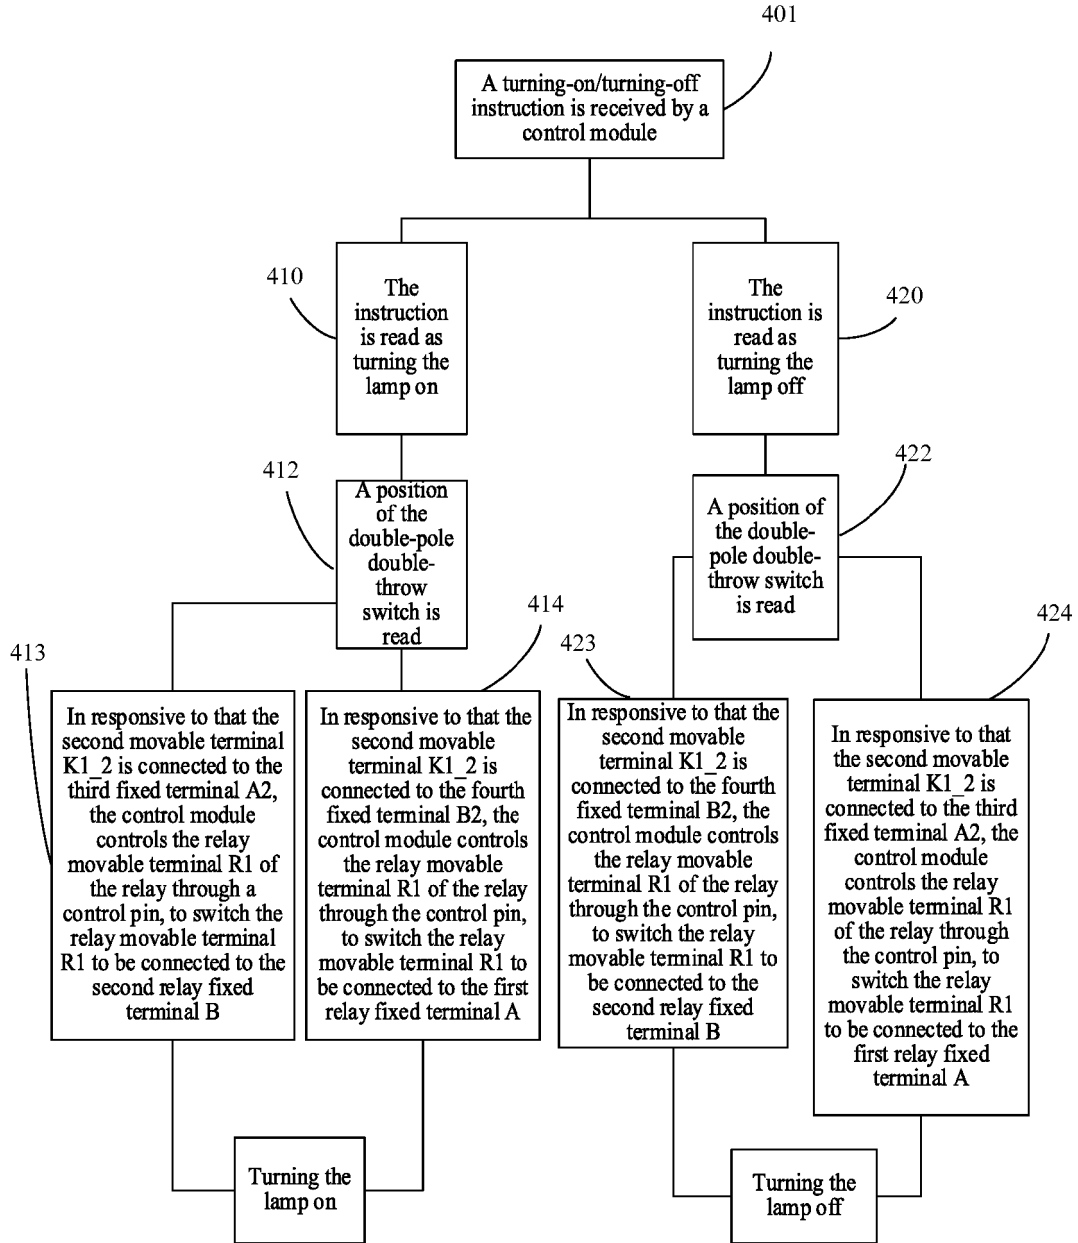 401
A turning-on/turning-off
instruction is received by a
control module
410
The
instruction
is read as
turning the
lamp on
420
The
instruction is
read as
turning the
lamp off
412
A position
of the
double-pole
double-
throw
switch is
read
422
A position of
the double-
pole double-
throw switch
is read
413
In responsive to that the
second movable terminal
K1_2 is connected to the
third fixed terminal A2,
the control module
controls the relay
movable terminal R1 of
the relay through a
control pin, to switch the
relay movable terminal
R1 to be connected to the
second relay fixed
terminal B
414
In responsive to that the
second movable
terminal K1_2 is
connected to the fourth
fixed terminal B2, the
control module controls
the relay movable
terminal R1 of the relay
through the control pin,
to switch the relay
movable terminal R1 to
be connected to the first
relay fixed terminal A
423
In responsive to that the
second movable
terminal K1_2 is
connected to the fourth
fixed terminal B2, the
control module controls
the relay movable
terminal R1 of the relay
through the control pin,
to switch the relay
movable terminal R1 to
be connected to the
second relay fixed
terminal B
424
In responsive to that
the second movable
terminal K1_2 is
connected to the third
fixed terminal A2, the
control module
controls the relay
movable terminal R1
of the relay through
the control pin, to
switch the relay
movable terminal R1
to be connected to the
first relay fixed
terminal A
Turning the
lamp on
Turning the
lamp off